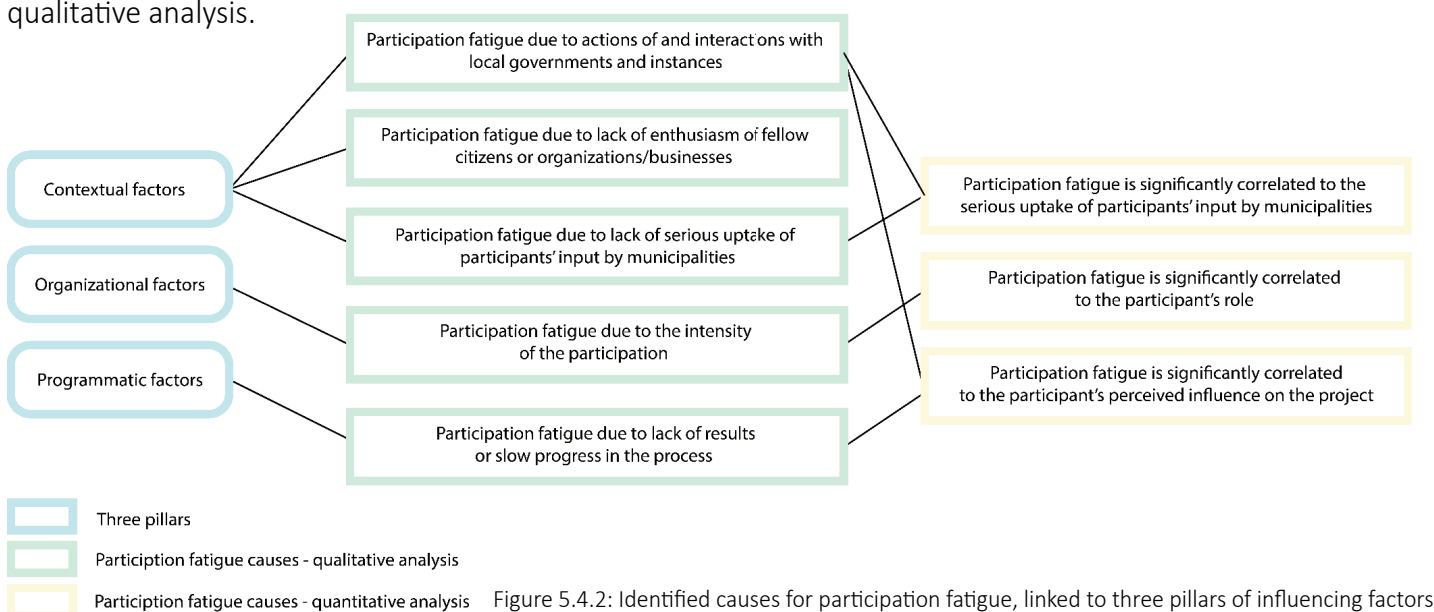 qualitative analysis.
Participation fatigue due to actions of and interactions with
local governments and instances
Participation fatigue due to lack of enthusiasm of fellow
citizens or organizations/businesses
Participation fatigue due to lack of serious uptake of
participants' input by municipalities
Participation fatigue due to the intensity
of the participation
Participation fatigue due to lack of results
or slow progress in the process
Contextual factors
Organizational factors
Programmatic factors
Participation fatigue is significantly correlated to the
serious uptake of participants' input by municipalities
Participation fatigue is significantly correlated
to the participant's role
Participation fatigue is significantly correlated
to the participant's perceived influence on the project
Three pillars
Particiption fatigue causes - qualitative analysis
Particiption fatigue causes - quantitative analysis
Figure 5.4.2: Identified causes for participation fatigue, linked to three pillars of influencing factors